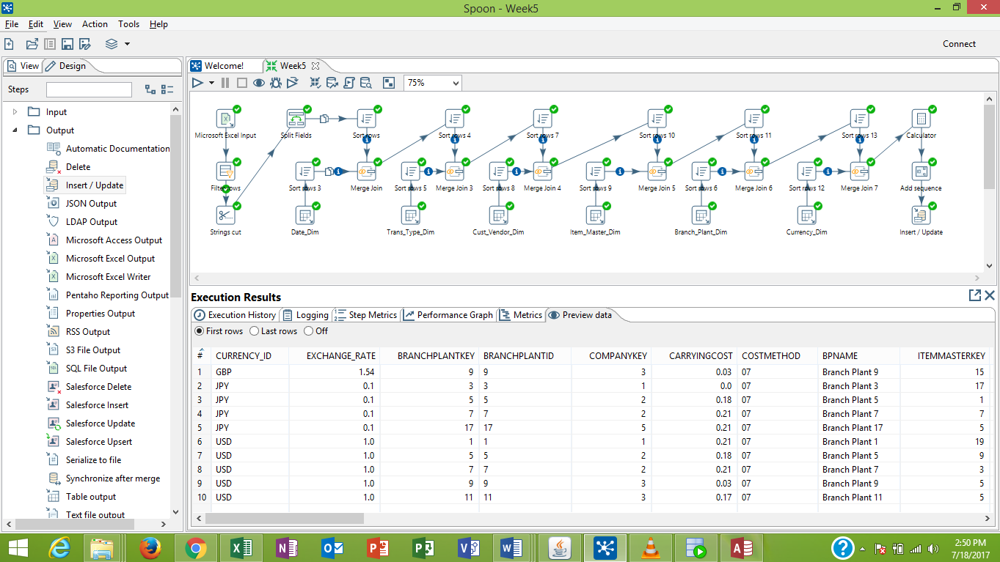 Spoon - Week5
File Edit View Action Tools Help
Connect
View Design
Steps
Input
Output
Automatic Documentation
Delete
Insert / Update
JSON Output
LDAP Output
Microsoft Access Output
Microsoft Excel Output
Microsoft Excel Writer
Pentaho Reporting Output
Properties Output
RSS Output
S3 File Output
SQL File Output
Salesforce Delete
Salesforce Insert
Salesforce Update
Salesforce Upsert
Serialize to file
Synchronize after merge
Table output
Text file output
Welcome! Week5
75%
Microsoft Excel Input Split Fields Sort rows Sort rows 4 Sort rows 7 Sort rows 10 Sort rows 11 Sort rows 13 Calculator
Filter rows Sort rows 3 Merge Join Sort rows 5 Merge Join 3 Sort rows 8 Merge Join 4 Sort rows 9 Merge Join 5 Sort rows 6 Merge Join 6 Sort rows 12 Merge Join 7 Add sequence
Strings cut Date_Dim Trans_Type_Dim Cust_Vendor_Dim Item_Master_Dim Branch_Plant_Dim Currency_Dim Insert / Update
Execution Results
Execution History Logging Step Metrics Performance Graph Metrics Preview data
First rows Last rows Off
# CURRENCY_ID EXCHANGE_RATE BRANCHPLANTKEY BRANCHPLANTID COMPANYKEY CARRYINGCOST COSTMETHOD BPNAME ITEMMASTERKEY
1 GBP 1.54 9 9 3 0.03 07 Branch Plant 9 15
2 JPY 0.1 3 3 1 0.0 07 Branch Plant 3 17
3 JPY 0.1 5 5 2 0.18 07 Branch Plant 5 1
4 JPY 0.1 7 7 2 0.21 07 Branch Plant 7 7
5 JPY 0.1 17 17 5 0.21 07 Branch Plant 17 5
6 USD 1.0 1 1 1 0.21 07 Branch Plant 1 19
7 USD 1.0 5 5 2 0.18 07 Branch Plant 5 9
8 USD 1.0 7 7 2 0.21 07 Branch Plant 7 3
9 USD 1.0 9 9 3 0.03 07 Branch Plant 9 5
10 USD 1.0 11 11 3 0.17 07 Branch Plant 11 5
2:50 PM
7/18/2017